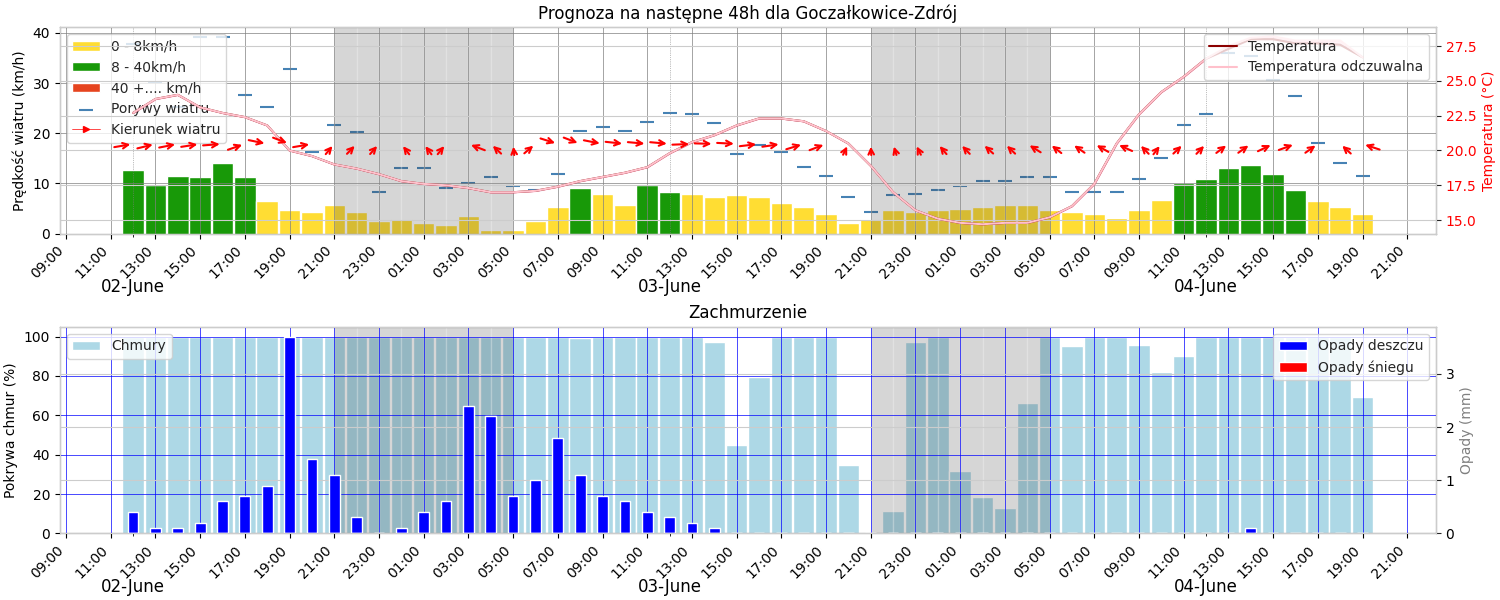 Prognoza na następne 48h dla Goczałkowice-Zdrój
Prędkość wiatru (km/h)
40
30
20
10
0
0 - 8km/h
8 - 40km/h
40 +.... km/h
Porywy wiatru
Kierunek wiatru
Temperatura
Temperatura odczuwalna
27.5
25.0
22.5
20.0
17.5
15.0
Temperatura (°C)
09:00 11:00 13:00 15:00 17:00 19:00 21:00 23:00 01:00 03:00 05:00 07:00 09:00 11:00 13:00 15:00 17:00 19:00 21:00 23:00 01:00 03:00 05:00 07:00 09:00 11:00 13:00 15:00 17:00 19:00 21:00
02-June 03-June 04-June
Zachmurzenie
Pokrywa chmur (%)
100
80
60
40
20
0
Chmury
Opady deszczu
Opady śniegu
3
2
1
0
Opady (mm)
09:00 11:00 13:00 15:00 17:00 19:00 21:00 23:00 01:00 03:00 05:00 07:00 09:00 11:00 13:00 15:00 17:00 19:00 21:00 23:00 01:00 03:00 05:00 07:00 09:00 11:00 13:00 15:00 17:00 19:00 21:00
02-June 03-June 04-June